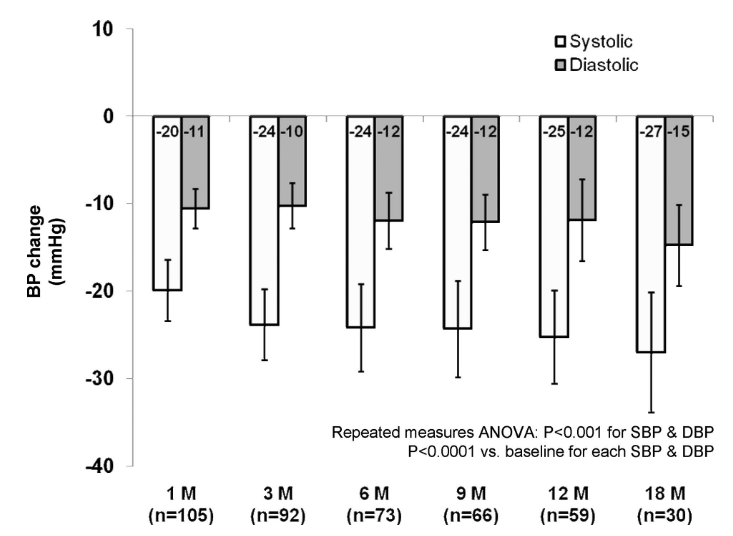 10
Systolic
Diastolic
0
-20 -11 -24 -10 -24 -12 -24 -12 -25 -12 -27 -15
-10
BP change
(mmHg)
-20
-30
Repeated measures ANOVA: P<0.001 for SBP & DBP
P<0.0001 vs. baseline for each SBP & DBP
-40
1 M 3 M 6 M 9 M 12 M 18 M
(n=105) (n=92) (n=73) (n=66) (n=59) (n=30)